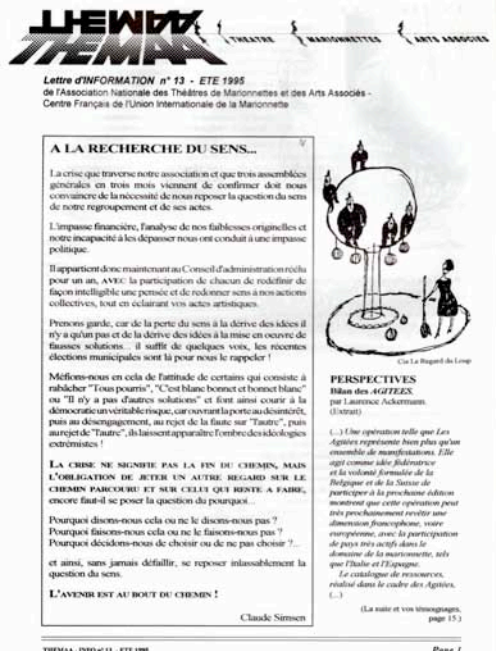 THEMAA
THEATRE MARIONNETTES ARTS ASSOCIES
Lettre d'INFORMATION n° 13 - ETE 1995
de l'Association Nationale des Théâtres de Marionnettes et des Arts Associés -
Centre Français de l'Union Internationale de la Marionnette
A LA RECHERCHE DU SENS...
La crise que traverse notre association et que trois assemblées
générales en trois mois viennent de confirmer doit nous
convaincre de la nécessité de nous reposer la question du sens
de notre regroupement et de ses actes.
L'impasse financière, l'analyse de nos faiblesses originelles et
notre incapacité à les dépasser nous ont conduit à une impasse
politique.
Il appartient donc maintenant au Conseil d'administration réélu
pour un an, AVEC la participation de chacun de redéfinir de
façon intelligible une pensée et de redonner sens à nos actions
collectives, tout en éclairant vos actes artistiques.
Prenons garde, car de la perte du sens à la dérive des idées il
n'y a qu'un pas et de la dérive des idées à la mise en oeuvre de
fausses solutions... il suffit de quelques voix, les récentes
élections municipales sont là pour nous le rappeler !
Méfions-nous en cela de l'attitude de certains qui consiste à
rabâcher "Tous pourris", "C'est blanc bonnet et bonnet blanc"
ou "Il n'y a pas d'autres solutions" et font ainsi courir à la
démocratie un véritable risque, car ouvrant la porte au désintérêt,
puis au désengagement, au rejet de la faute sur "l'autre", puis
au rejet de "l'autre", ils laissent apparaître l'ombre des idéologies
extrémistes !
LA CRISE NE SIGNIFIE PAS LA FIN DU CHEMIN, MAIS
L'OBLIGATION DE JETER UN AUTRE REGARD SUR LE
CHEMIN PARCOURU ET SUR CELUI QUI RESTE A FAIRE,
encore faut-il se poser la question du pourquoi...
Pourquoi disons-nous cela ou ne le disons-nous pas ?
Pourquoi faisons-nous cela ou ne le faisons-nous pas ?
Pourquoi décidons-nous de choisir ou de ne pas choisir ?...
et ainsi, sans jamais défaillir, se reposer inlassablement la
question du sens.
L'AVENIR EST AU BOUT DU CHEMIN !
Claude Simsen
Cie Le Regard du Loup
PERSPECTIVES
Bilan des AGITEES.
par Laurence Ackermann.
(Extrait)
(...) Une opération telle que Les
Agitées représente bien plus qu'un
ensemble de manifestations. Elle
agit comme idée fédératrice
et la volonté formulée de la
Belgique et de la Suisse de
participer à la prochaine édition
montrent que cette opération peut
très prochainement revêtir une
dimension francophone, voire
européenne, avec la participation
de pays très actifs dans le
domaine de la marionnette, tels
que l'Italie et l'Espagne.
Le catalogue de ressources,
réalisé dans le cadre des Agitées,
(...)
(La suite et vos témoignages,
page 15.)
THEMAA - INFO n° 13 - ETE 1995
Page 1